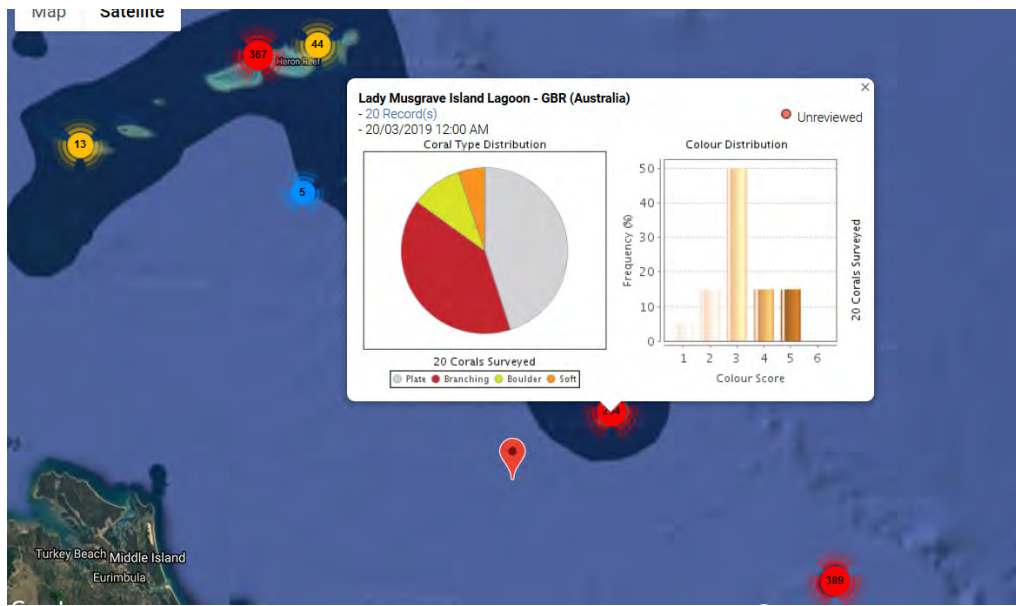 Map Satellite
367
44
Heron Reef
13
5
Lady Musgrave Island Lagoon - GBR (Australia)
×
- 20 Record(s)
- 20/03/2019 12:00 AM
Unreviewed
Coral Type Distribution
20 Corals Surveyed
Plate Branching Boulder Soft
Colour Distribution
Frequency (%)
50
40
30
20
10
0
1 2 3 4 5 6
Colour Score
20 Corals Surveyed
Turkey Beach Middle Island
Eurimbula
389